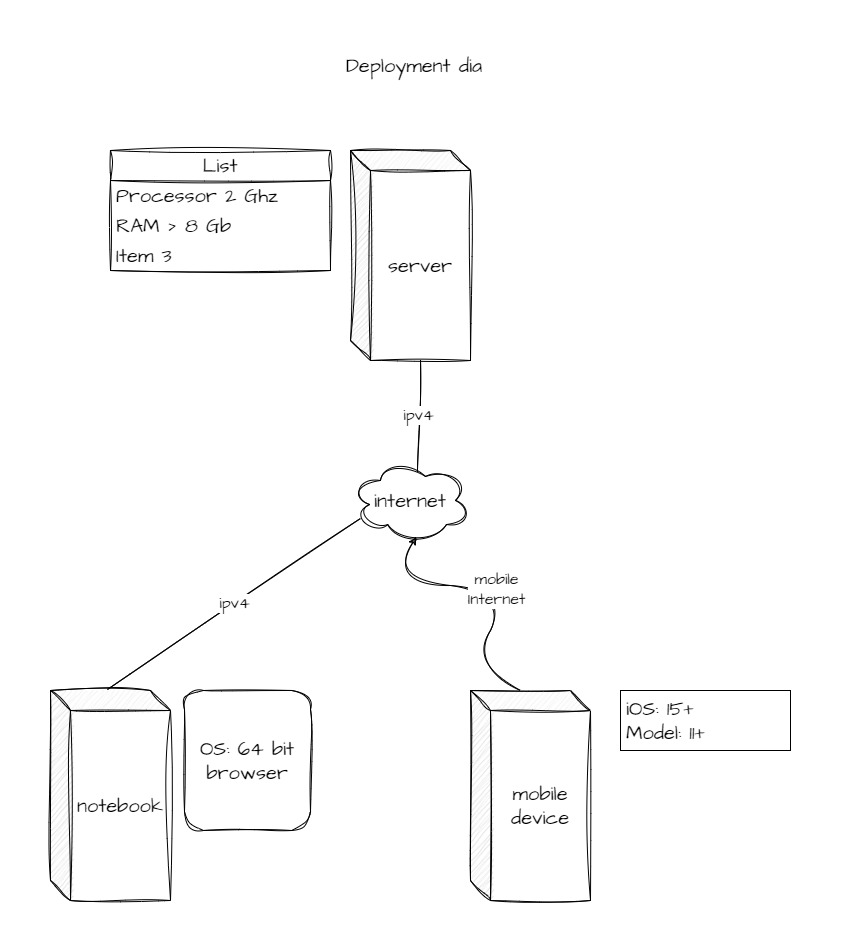 Deployment dia
List
Processor 2 Ghz
RAM > 8 Gb
Item 3
server
ipv4
internet
ipv4
mobile
Internet
notebook
OS: 64 bit
browser
mobile
device
iOS: 15+
Model: 11+